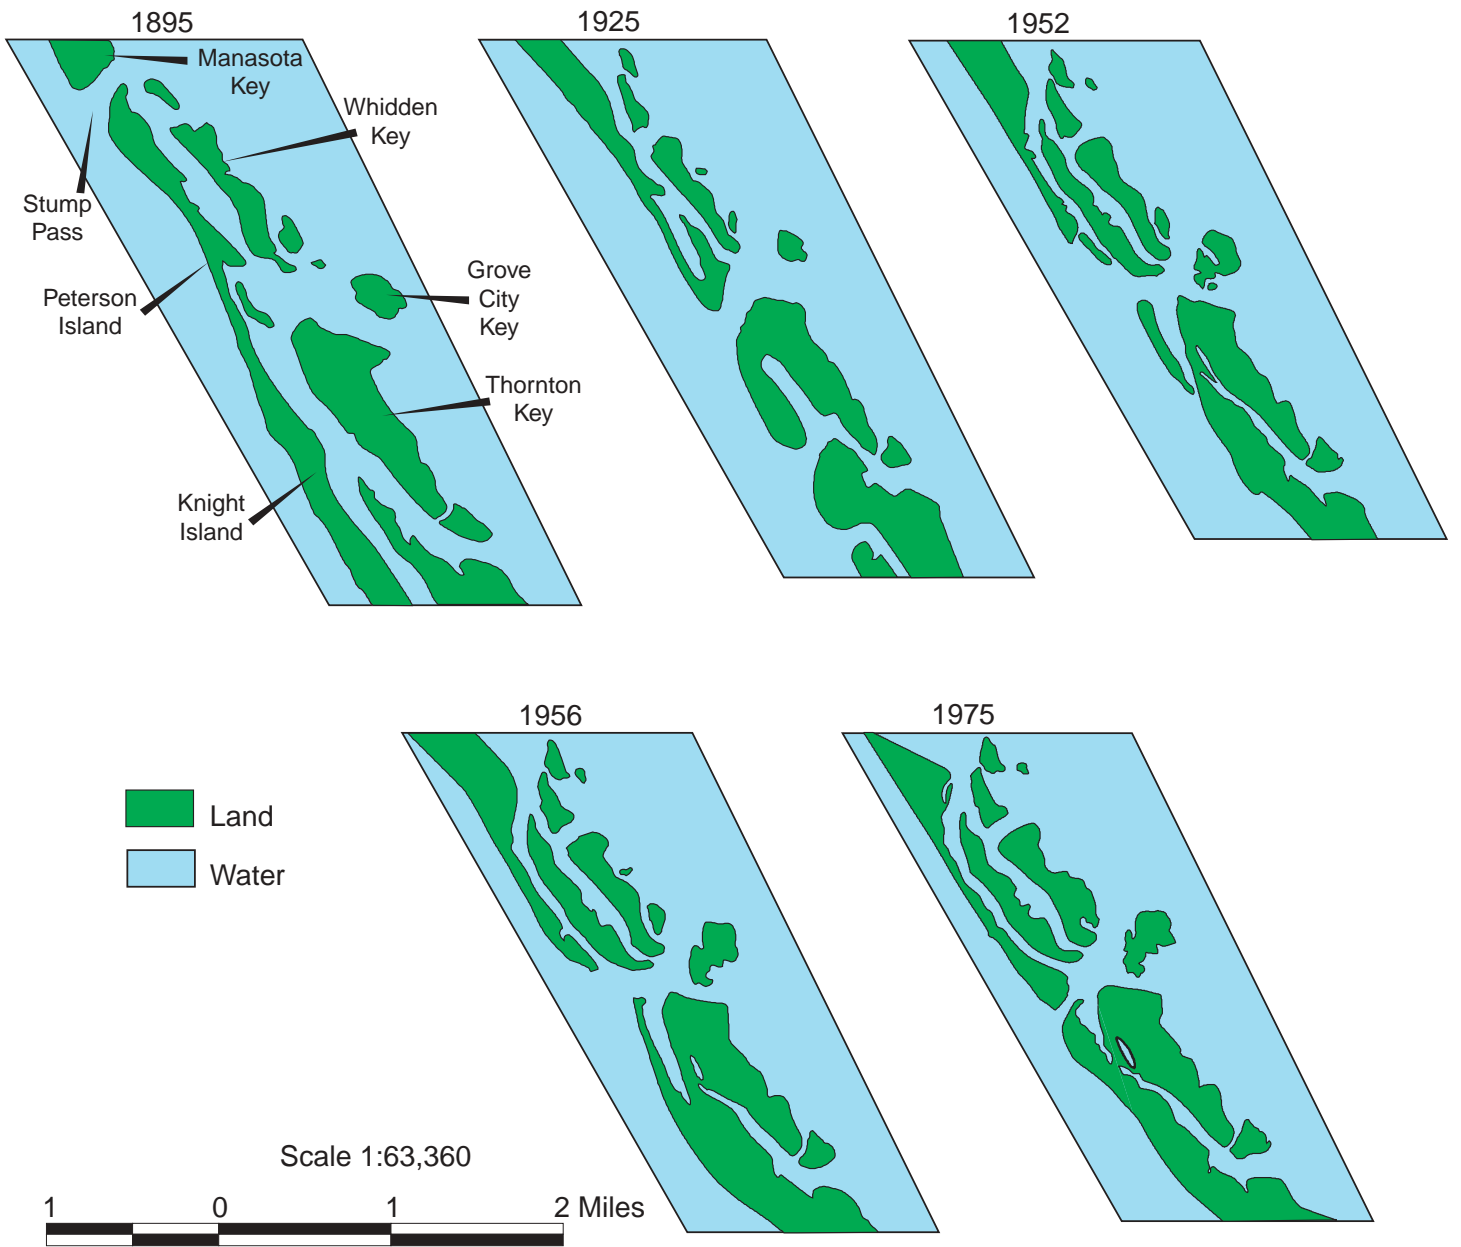 1895
1925
1952
Manasota
Key
Whidden
Key
Stump
Pass
Peterson
Island
Grove
City
Key
Thornton
Key
Knight
Island
1956
1975
Land
Water
Scale 1:63,360
1 0 1 2 Miles